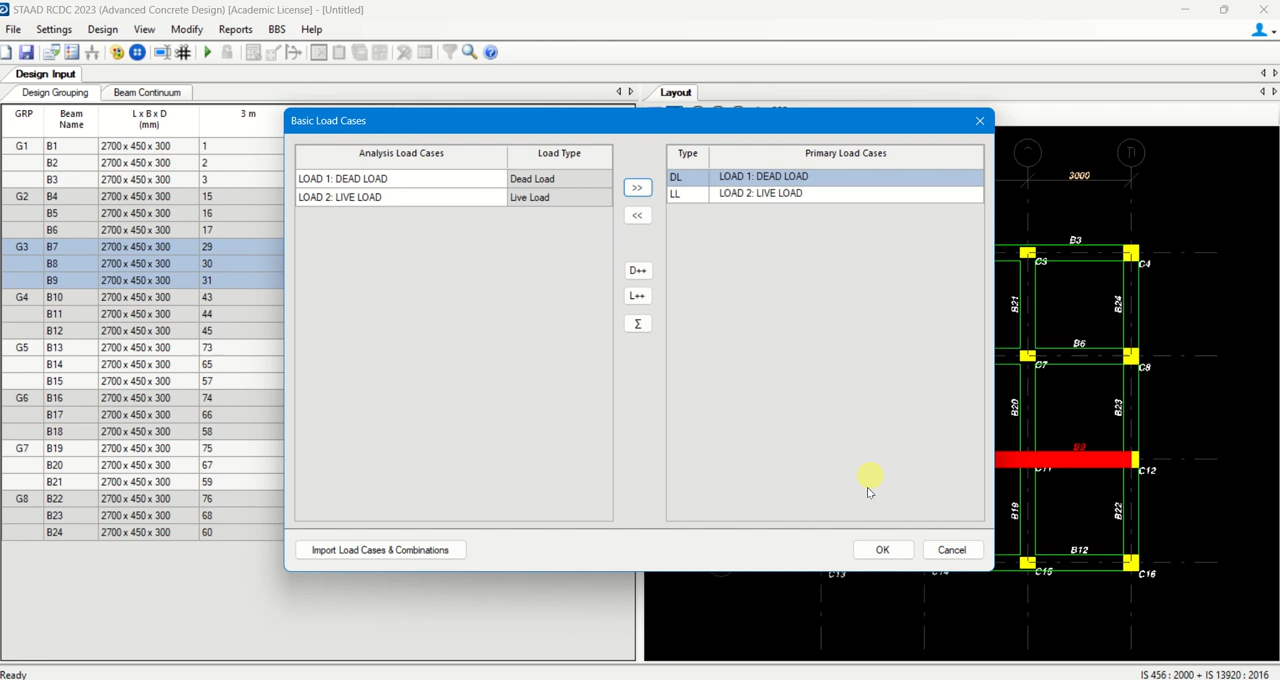 STAAD RCDC 2023 (Advanced Concrete Design) [Academic License] - [Untitled]
File Settings Design View Modify Reports BBS Help
Design Input
Design Grouping Beam Continuum
Layout
GRP Beam Name L x B x D (mm) 3 m
G1 B1 2700 x 450 x 300 1
B2 2700 x 450 x 300 2
B3 2700 x 450 x 300 3
G2 B4 2700 x 450 x 300 15
B5 2700 x 450 x 300 16
B6 2700 x 450 x 300 17
G3 B7 2700 x 450 x 300 29
B8 2700 x 450 x 300 30
B9 2700 x 450 x 300 31
G4 B10 2700 x 450 x 300 43
B11 2700 x 450 x 300 44
B12 2700 x 450 x 300 45
G5 B13 2700 x 450 x 300 73
B14 2700 x 450 x 300 65
B15 2700 x 450 x 300 57
G6 B16 2700 x 450 x 300 74
B17 2700 x 450 x 300 66
B18 2700 x 450 x 300 58
G7 B19 2700 x 450 x 300 75
B20 2700 x 450 x 300 67
B21 2700 x 450 x 300 59
G8 B22 2700 x 450 x 300 76
B23 2700 x 450 x 300 68
B24 2700 x 450 x 300 60
Basic Load Cases
Analysis Load Cases Load Type
LOAD 1: DEAD LOAD Dead Load
LOAD 2: LIVE LOAD Live Load
>>
<<
D++
L++
Σ
Type Primary Load Cases
DL LOAD 1: DEAD LOAD
LL LOAD 2: LIVE LOAD
Import Load Cases & Combinations
OK Cancel
3000
B3
C3 C4
B21 B24
B6
C7 C8
B20 B23
B9
C11 C12
B19 B22
B12
C13 C14 C15 C16
Ready
IS 456 : 2000 + IS 13920 : 2016